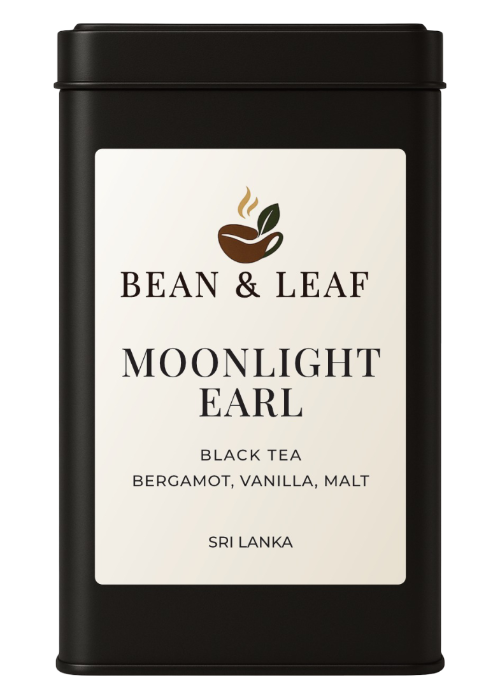 BEAN & LEAF
MOONLIGHT
EARL
BLACK TEA
BERGAMOT, VANILLA, MALT
SRI LANKA